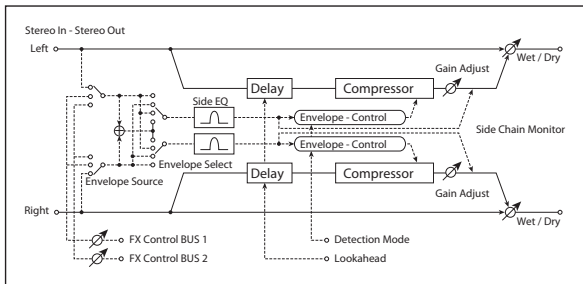 Stereo In - Stereo Out
Left
Wet / Dry
Gain Adjust
Delay
Compressor
Side EQ
Envelope - Control
Side Chain Monitor
Envelope - Control
Envelope Select
Envelope Source
Delay
Compressor
Gain Adjust
Right
Wet / Dry
FX Control BUS 1
Detection Mode
FX Control BUS 2
Lookahead